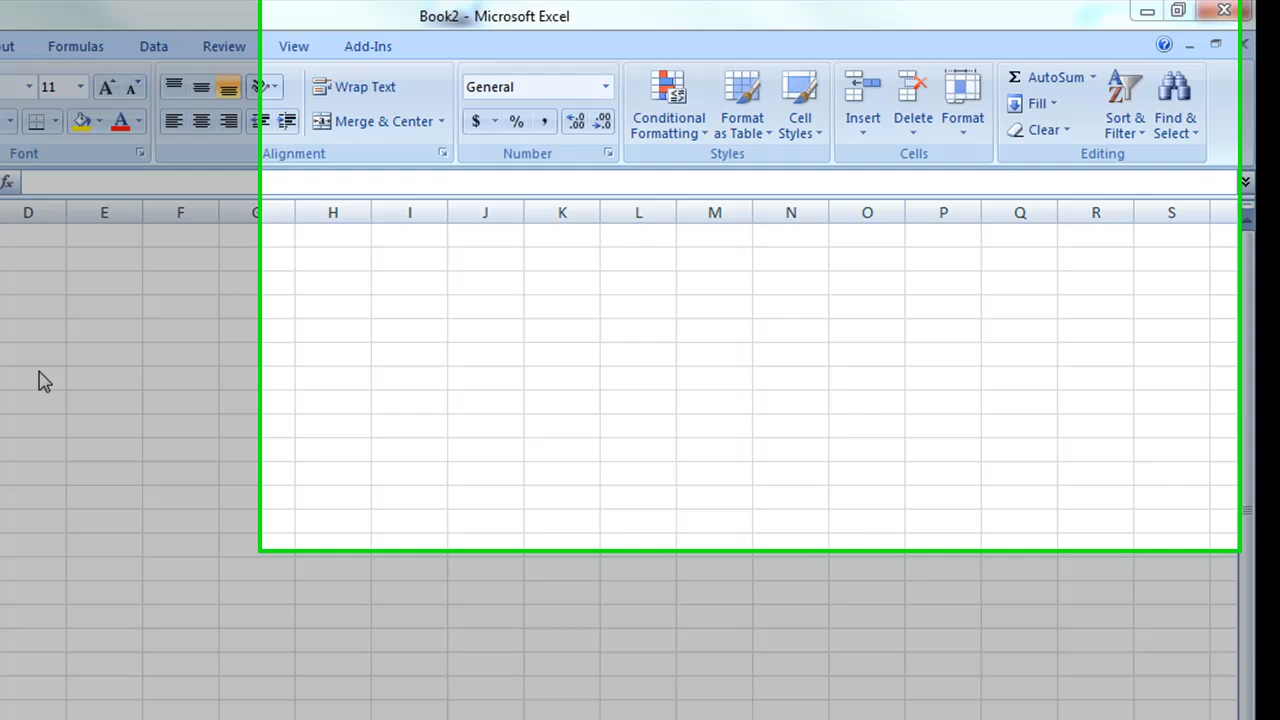 Book2 - Microsoft Excel
out Formulas Data Review View Add-Ins
11 Wrap Text General $ % , Conditional Formatting Format as Table Cell Styles Insert Delete Format Σ AutoSum Fill Clear Sort & Filter Find & Select
Merge & Center
Font Alignment Number Styles Cells Editing
fx
D E F G H I J K L M N O P Q R S